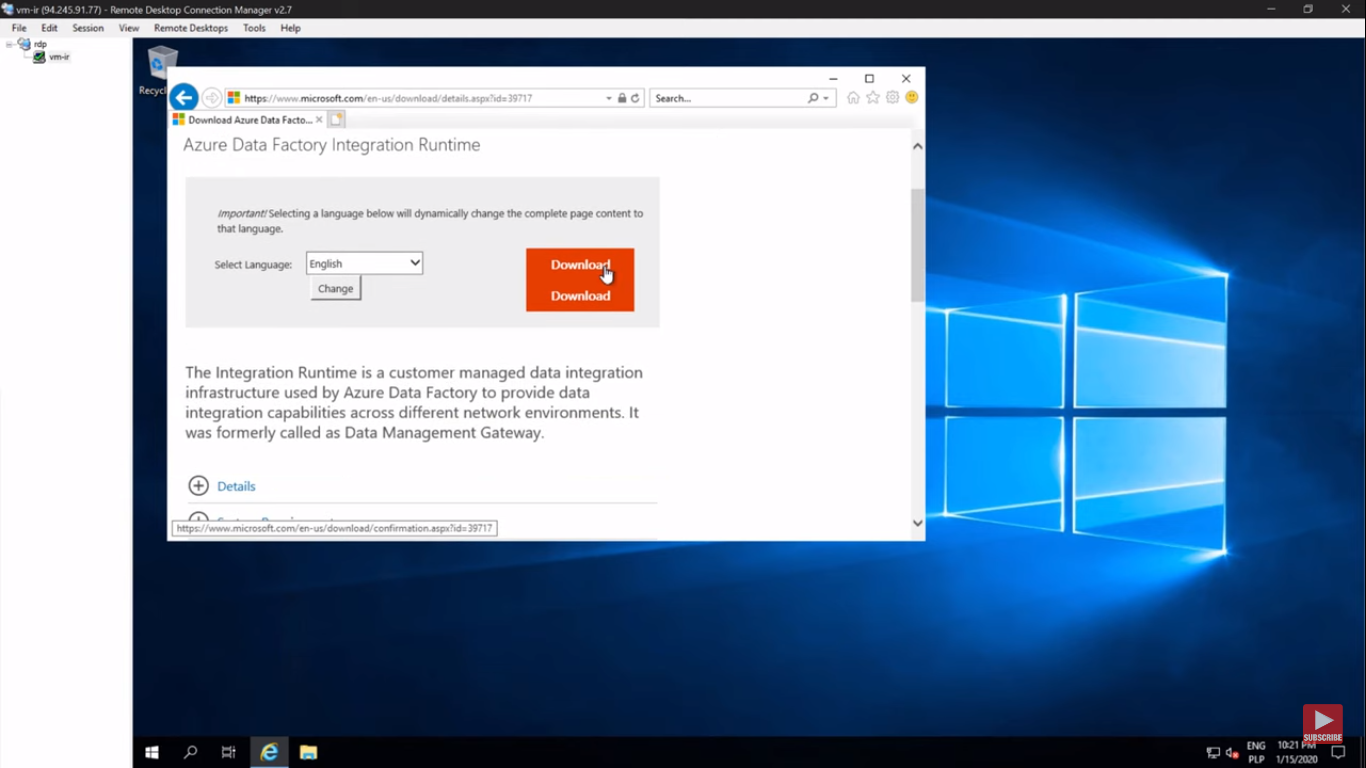 vm-ir (94.245.91.77) - Remote Desktop Connection Manager v2.7
File Edit Session View Remote Desktops Tools Help
rdp
vm-ir
https://www.microsoft.com/en-us/download/details.aspx?id=39717
Search...
Download Azure Data Facto...
Azure Data Factory Integration Runtime
Important! Selecting a language below will dynamically change the complete page content to
that language.
Select Language: English
Change
Download
Download
The Integration Runtime is a customer managed data integration
infrastructure used by Azure Data Factory to provide data
integration capabilities across different network environments. It
was formerly called as Data Management Gateway.
Details
https://www.microsoft.com/en-us/download/confirmation.aspx?id=39717
SUBSCRIBE
ENG 10:21 PM
PLP 1/15/2020